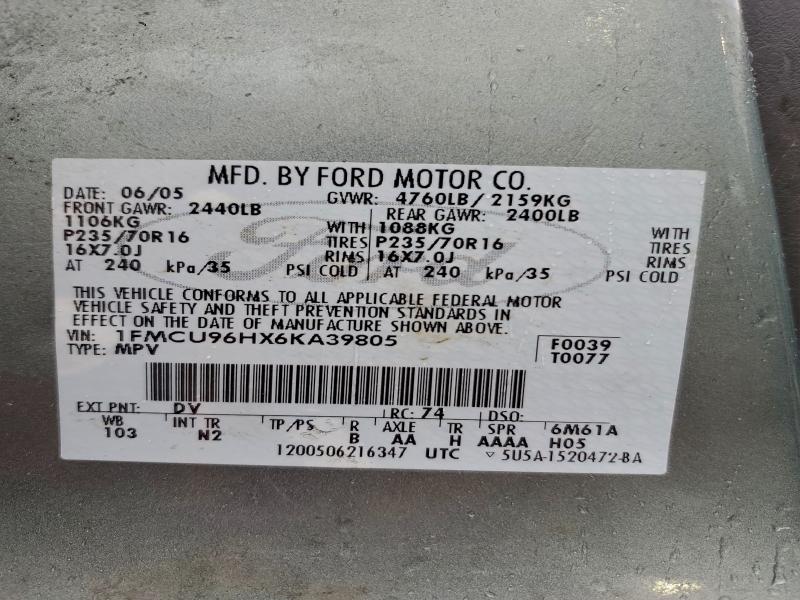 MFD. BY FORD MOTOR CO.
DATE: 06/05 GVWR: 4760LB/ 2159KG
FRONT GAWR: 2440LB REAR GAWR: 2400LB
1106KG WITH 1088KG WITH
P235/70R16 TIRES P235/70R16 TIRES
16X7.0J RIMS 16X7.0J RIMS
AT 240 kPa/35 PSI COLD AT 240 kPa/35 PSI COLD
THIS VEHICLE CONFORMS TO ALL APPLICABLE FEDERAL MOTOR
VEHICLE SAFETY AND THEFT PREVENTION STANDARDS IN
EFFECT ON THE DATE OF MANUFACTURE SHOWN ABOVE.
VIN: 1FMCU96HX6KA39805 F0039
TYPE: MPV T0077
EXT PNT: DV RC: 74 DSO:
WB INT TR TP/PS R AXLE TR SPR 6M61A
103 N2 B AA H AAAA H05
1200506216347 UTC ▽ 5U5A-1520472-BA
Ford